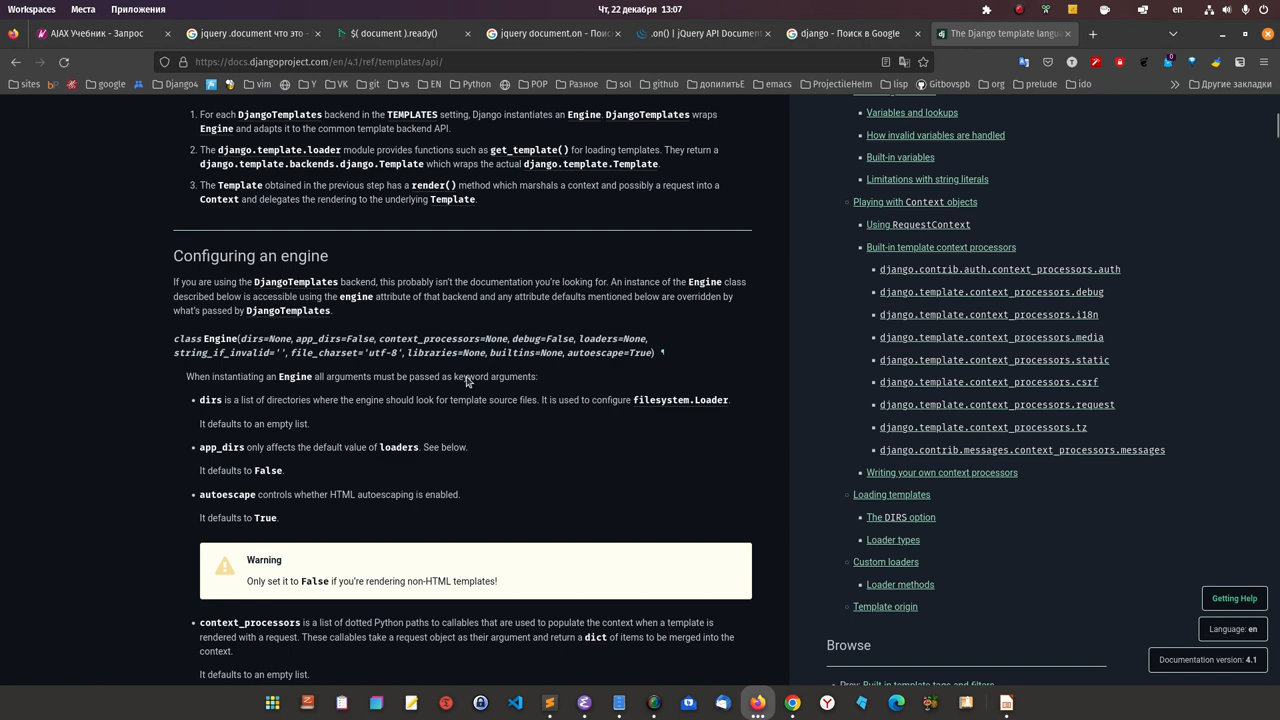 Workspaces Места Приложения Чт, 22 декабря 13:07 en
AJAX Учебник - Запрос
jquery .document что это -
$( document ).ready()
jquery document.on - Поис
.on() | jQuery API Document
django - Поиск в Google
The Django template langu
https://docs.djangoproject.com/en/4.1/ref/templates/api/
sites google Django4 vim Y VK git vs EN Python POP Разное sol github допилитьЕ emacs ProjectileHelm lisp Gitbovspb org prelude ido Другие закладки
1. For each DjangoTemplates backend in the TEMPLATES setting, Django instantiates an Engine. DjangoTemplates wraps
Engine and adapts it to the common template backend API.
2. The django.template.loader module provides functions such as get_template() for loading templates. They return a
django.template.backends.django.Template which wraps the actual django.template.Template.
3. The Template obtained in the previous step has a render() method which marshals a context and possibly a request into a
Context and delegates the rendering to the underlying Template.
Configuring an engine
If you are using the DjangoTemplates backend, this probably isn't the documentation you're looking for. An instance of the Engine class
described below is accessible using the engine attribute of that backend and any attribute defaults mentioned below are overridden by
what's passed by DjangoTemplates.
class Engine(dirs=None, app_dirs=False, context_processors=None, debug=False, loaders=None,
string_if_invalid='', file_charset='utf-8', libraries=None, builtins=None, autoescape=True) ¶
When instantiating an Engine all arguments must be passed as keyword arguments:
• dirs is a list of directories where the engine should look for template source files. It is used to configure filesystem.Loader.
It defaults to an empty list.
• app_dirs only affects the default value of loaders. See below.
It defaults to False.
• autoescape controls whether HTML autoescaping is enabled.
It defaults to True.
Warning
Only set it to False if you're rendering non-HTML templates!
• context_processors is a list of dotted Python paths to callables that are used to populate the context when a template is
rendered with a request. These callables take a request object as their argument and return a dict of items to be merged into the
context.
It defaults to an empty list.
Variables and lookups
How invalid variables are handled
Built-in variables
Limitations with string literals
Playing with Context objects
Using RequestContext
Built-in template context processors
django.contrib.auth.context_processors.auth
django.template.context_processors.debug
django.template.context_processors.i18n
django.template.context_processors.media
django.template.context_processors.static
django.template.context_processors.csrf
django.template.context_processors.request
django.template.context_processors.tz
django.contrib.messages.context_processors.messages
Writing your own context processors
Loading templates
The DIRS option
Loader types
Custom loaders
Loader methods
Template origin
Browse
Prev: Built-in template tags and filters
Getting Help
Language: en
Documentation version: 4.1